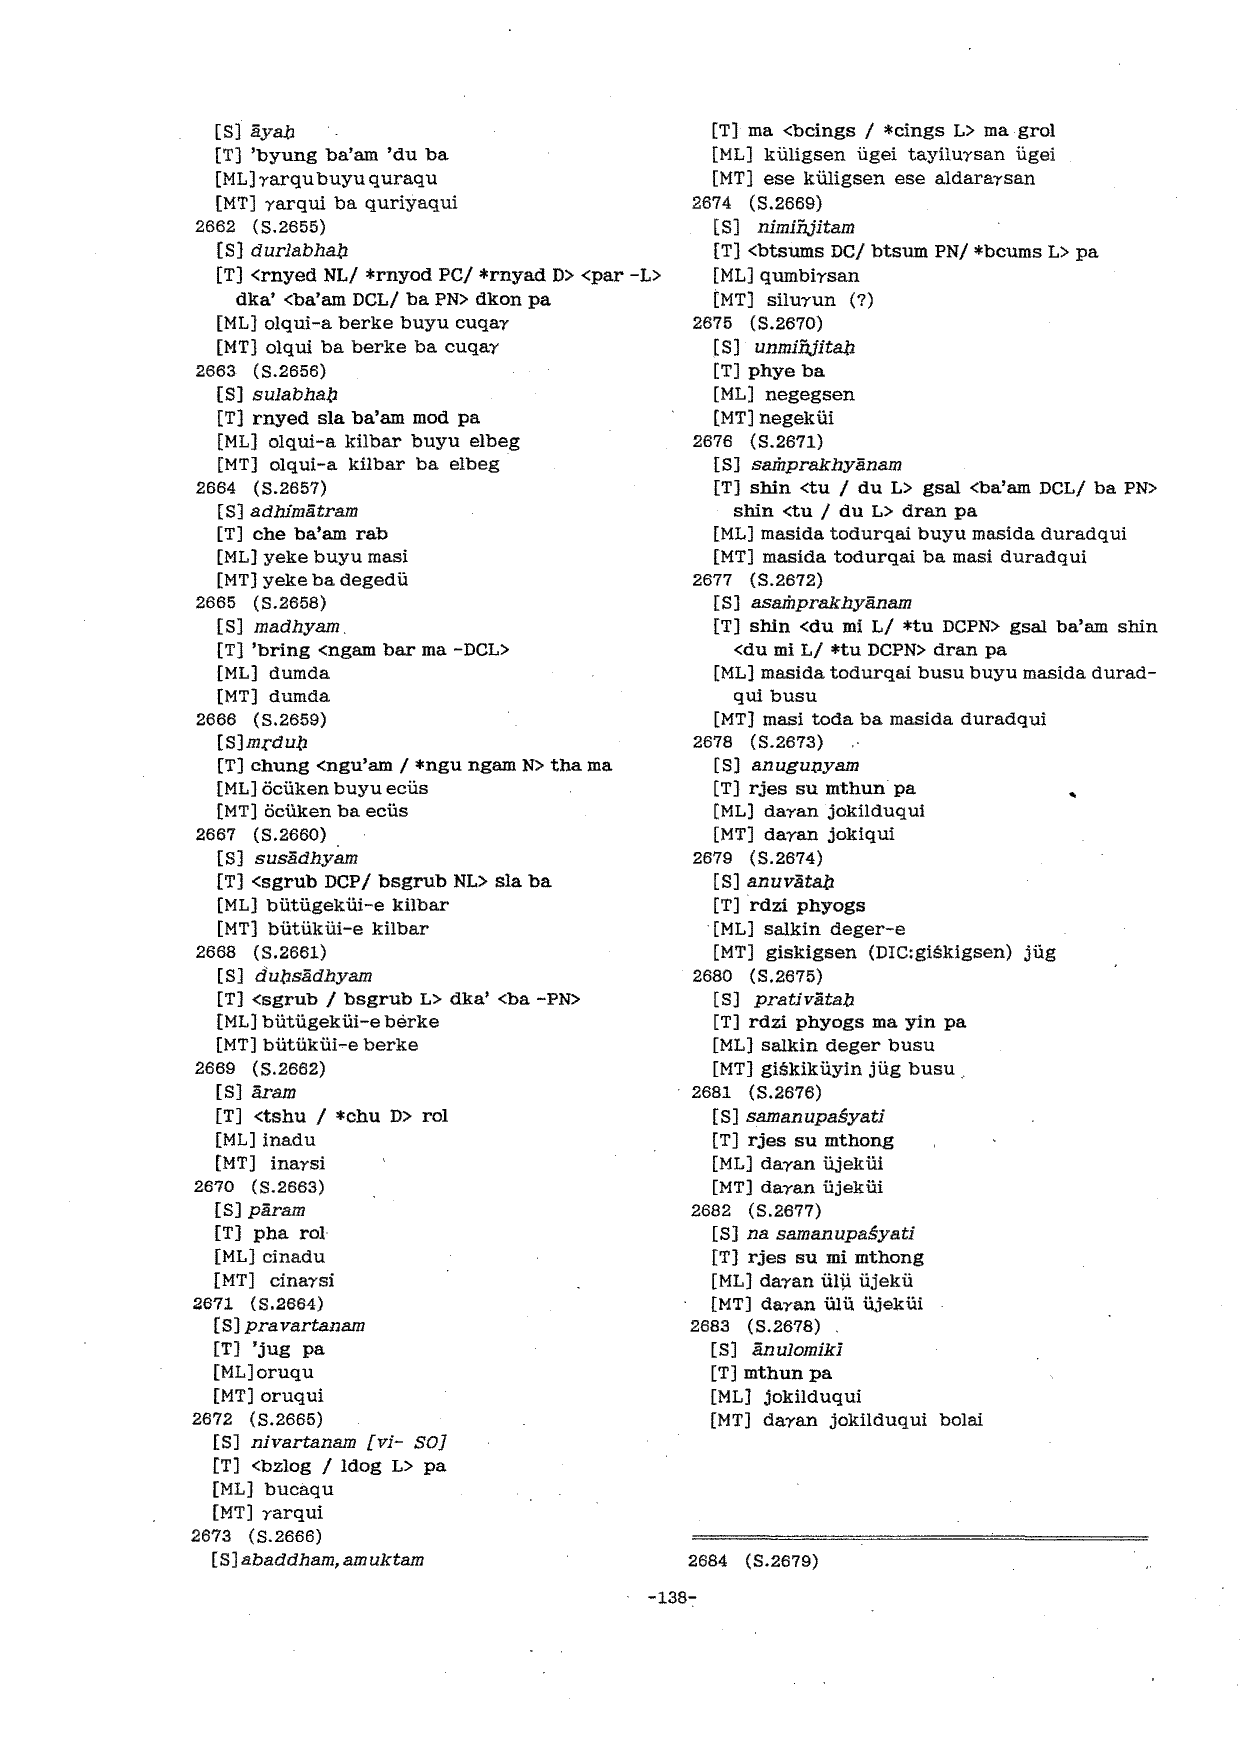 [S] āyaḥ
[T] 'byung ba'am 'du ba
[ML] γarqu buyu quraqu
[MT] γarqui ba quriyaqui
2662 (S.2655)
[S] durlabhaḥ
[T] <rnyed NL/ *rnyod PC/ *rnyad D> <par -L>
dka' <ba'am DCL/ ba PN> dkon pa
[ML] olqui-a berke buyu cuqaγ
[MT] olqui ba berke ba cuqaγ
2663 (S.2656)
[S] sulabhaḥ
[T] rnyed sla ba'am mod pa
[ML] olqui-a kilbar buyu elbeg
[MT] olqui-a kilbar ba elbeg
2664 (S.2657)
[S] adhimātram
[T] che ba'am rab
[ML] yeke buyu masi
[MT] yeke ba degedü
2665 (S.2658)
[S] madhyam
[T] 'bring <ngam bar ma -DCL>
[ML] dumda
[MT] dumda
2666 (S.2659)
[S] mṛduḥ
[T] chung <ngu'am / *ngu ngam N> tha ma
[ML] öcüken buyu ecüs
[MT] öcüken ba ecüs
2667 (S.2660)
[S] susādhyam
[T] <sgrub DCP/ bsgrub NL> sla ba
[ML] bütügeküi-e kilbar
[MT] bütüküi-e kilbar
2668 (S.2661)
[S] duḥsādhyam
[T] <sgrub / bsgrub L> dka' <ba -PN>
[ML] bütügeküi-e berke
[MT] bütüküi-e berke
2669 (S.2662)
[S] āram
[T] <tshu / *chu D> rol
[ML] inadu
[MT] inaγsi
2670 (S.2663)
[S] pāram
[T] pha rol
[ML] cinadu
[MT] cinaγsi
2671 (S.2664)
[S] pravartanam
[T] 'jug pa
[ML] oruqu
[MT] oruqui
2672 (S.2665)
[S] nivartanam [vi- SO]
[T] <bzlog / ldog L> pa
[ML] bucaqu
[MT] γarqui
2673 (S.2666)
[S] abaddham, amuktam
[T] ma <bcings / *cings L> ma grol
[ML] küligsen ügei tayiluγsan ügei
[MT] ese küligsen ese aldaraγsan
2674 (S.2669)
[S] nimiñjitam
[T] <btsums DC/ btsum PN/ *bcums L> pa
[ML] qumbiγsan
[MT] siluγun (?)
2675 (S.2670)
[S] unmiñjitaḥ
[T] phye ba
[ML] negegsen
[MT] negeküi
2676 (S.2671)
[S] saṁprakhyānam
[T] shin <tu / du L> gsal <ba'am DCL/ ba PN>
shin <tu / du L> dran pa
[ML] masida todurqai buyu masida duradqui
[MT] masida todurqai ba masi duradqui
2677 (S.2672)
[S] asaṁprakhyānam
[T] shin <du mi L/ *tu DCPN> gsal ba'am shin
<du mi L/ *tu DCPN> dran pa
[ML] masida todurqai busu buyu masida durad-
qui busu
[MT] masi toda ba masida duradqui
2678 (S.2673)
[S] anuguṇyam
[T] rjes su mthun pa
[ML] daγan jokilduqui
[MT] daγan jokiqui
2679 (S.2674)
[S] anuvātaḥ
[T] rdzi phyogs
[ML] salkin deger-e
[MT] giskigsen (DIC:giśkigsen) jüg
2680 (S.2675)
[S] prativātaḥ
[T] rdzi phyogs ma yin pa
[ML] salkin deger busu
[MT] giśkiküyin jüg busu
2681 (S.2676)
[S] samanupaśyati
[T] rjes su mthong
[ML] daγan üjeküi
[MT] daγan üjeküi
2682 (S.2677)
[S] na samanupaśyati
[T] rjes su mi mthong
[ML] daγan ülü üjekü
[MT] daγan ülü üjeküi
2683 (S.2678)
[S] ānulomikī
[T] mthun pa
[ML] jokilduqui
[MT] daγan jokilduqui bolai
2684 (S.2679)
-138-